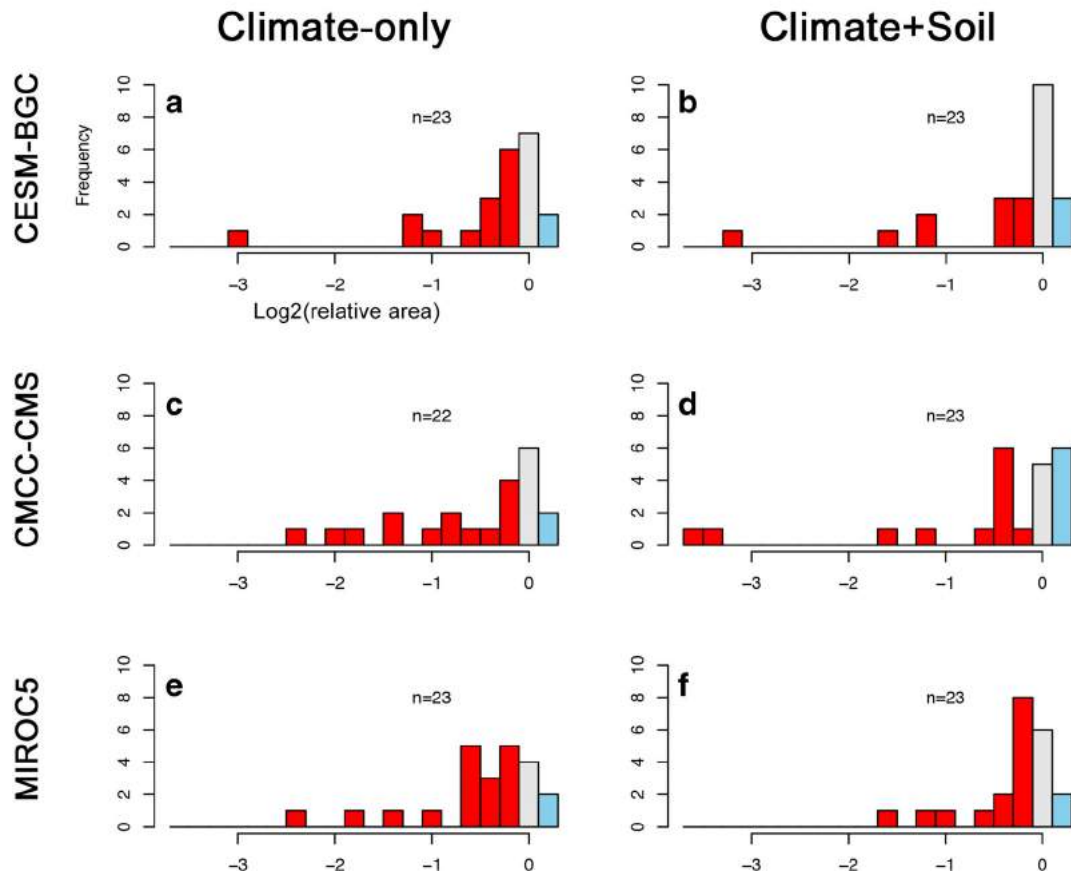 Climate-only
Climate+Soil
CESM-BGC
a
n=23
Frequency
0 2 4 6 8 10
-3 -2 -1 0
Log2(relative area)
b
n=23
0 2 4 6 8 10
-3 -2 -1 0
CMCC-CMS
c
n=22
0 2 4 6 8 10
-3 -2 -1 0
d
n=23
0 2 4 6 8 10
-3 -2 -1 0
MIROC5
e
n=23
0 2 4 6 8 10
-3 -2 -1 0
f
n=23
0 2 4 6 8 10
-3 -2 -1 0